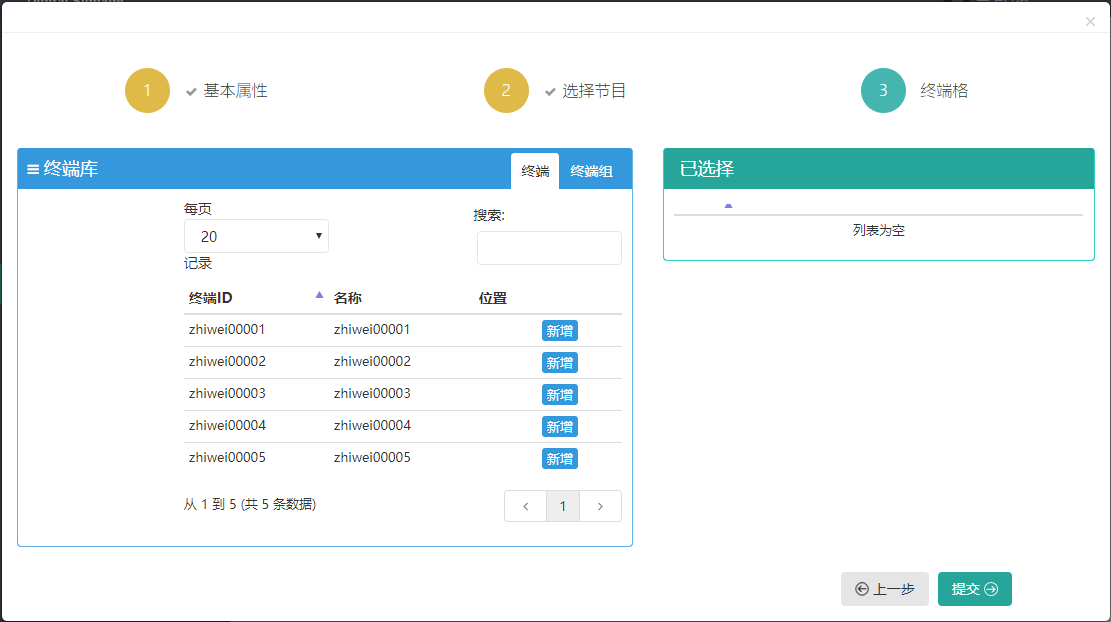 1 基本属性
2 选择节目
3 终端格
终端库
终端 终端组
已选择
每页
20
记录
搜索:
列表为空
终端ID 名称 位置
zhiwei00001 zhiwei00001 新增
zhiwei00002 zhiwei00002 新增
zhiwei00003 zhiwei00003 新增
zhiwei00004 zhiwei00004 新增
zhiwei00005 zhiwei00005 新增
从 1 到 5 (共 5 条数据)
1
上一步
提交